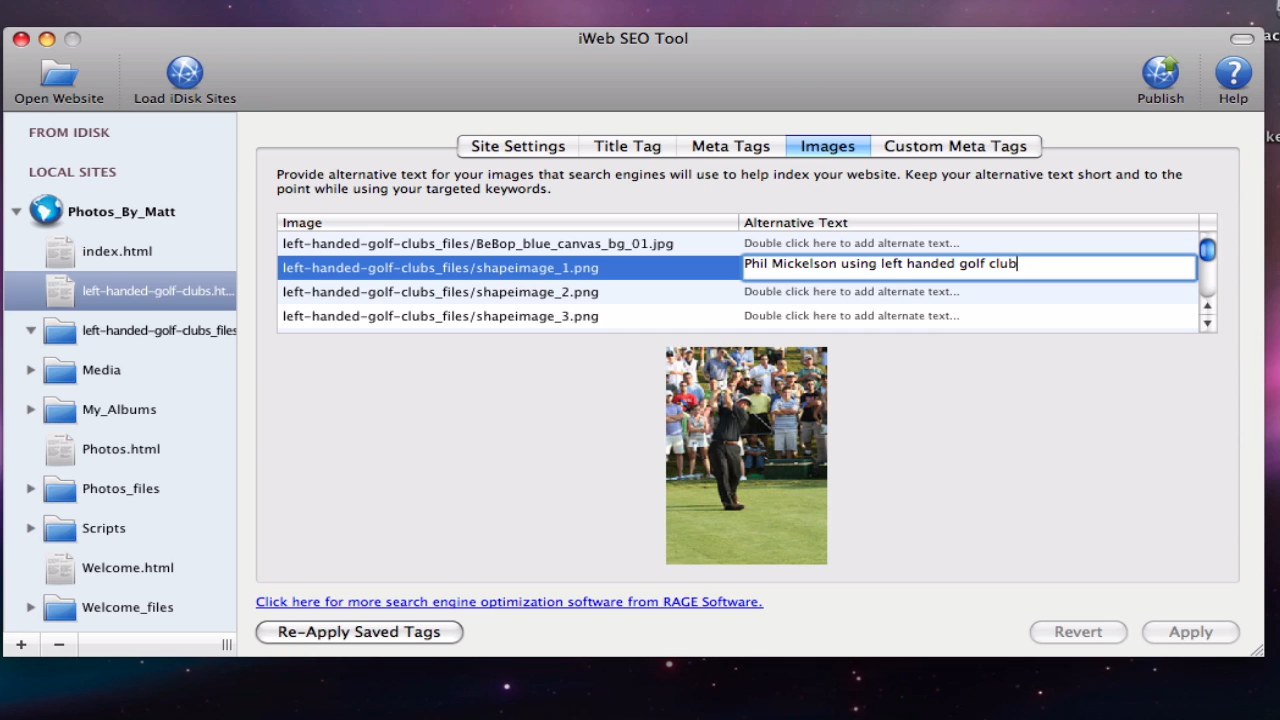 iWeb SEO Tool
ac
Open Website
Load iDisk Sites
Publish
Help
ke
FROM IDISK
LOCAL SITES
Photos_By_Matt
index.html
left-handed-golf-clubs.ht...
left-handed-golf-clubs_files
Media
My_Albums
Photos.html
Photos_files
Scripts
Welcome.html
Welcome_files
Site Settings
Title Tag
Meta Tags
Images
Custom Meta Tags
Provide alternative text for your images that search engines will use to help index your website. Keep your alternative text short and to the
point while using your targeted keywords.
Image Alternative Text
left-handed-golf-clubs_files/BeBop_blue_canvas_bg_01.jpg Double click here to add alternate text...
left-handed-golf-clubs_files/shapeimage_1.png Phil Mickelson using left handed golf club
left-handed-golf-clubs_files/shapeimage_2.png Double click here to add alternate text...
left-handed-golf-clubs_files/shapeimage_3.png Double click here to add alternate text...
Click here for more search engine optimization software from RAGE Software.
Re-Apply Saved Tags
Revert
Apply